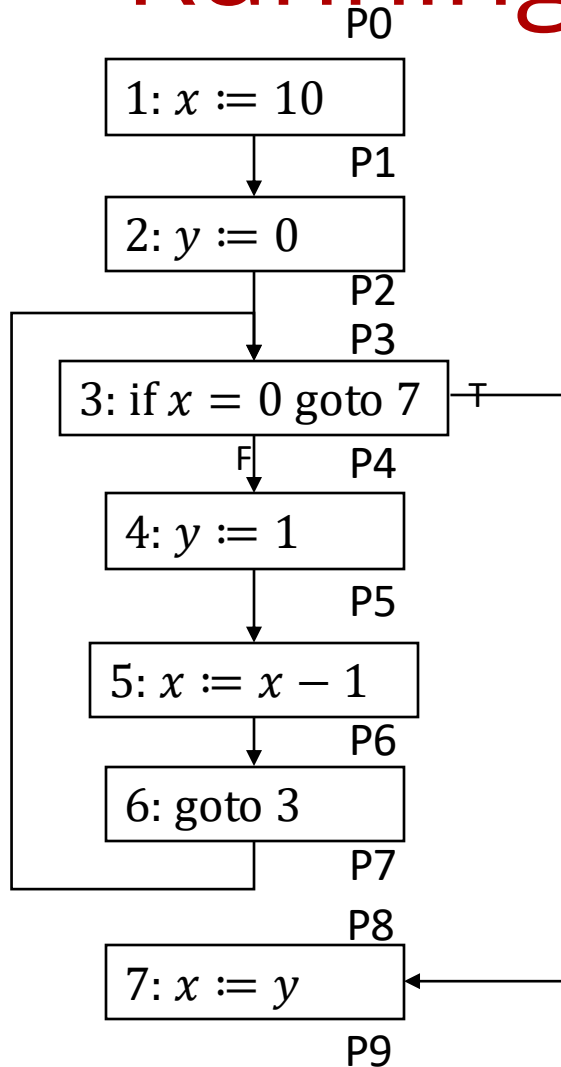 P0
1: x := 10
P1
2: y := 0
P2
P3
3: if x = 0 goto 7
T
F
P4
4: y := 1
P5
5: x := x − 1
P6
6: goto 3
P7
P8
7: x := y
P9